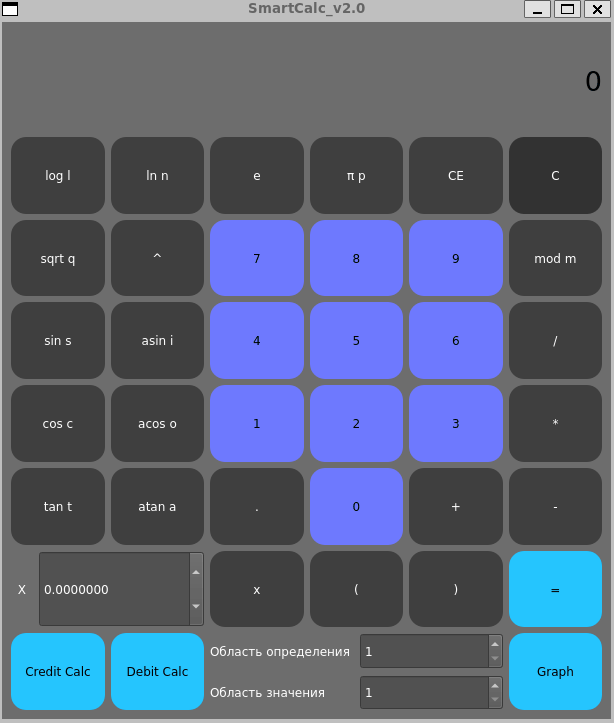 SmartCalc_v2.0
0
log l ln n e π p CE C
sqrt q ^ 7 8 9 mod m
sin s asin i 4 5 6 /
cos c acos o 1 2 3 *
tan t atan a . 0 + -
X 0.0000000 x ( ) =
Credit Calc Debit Calc Область определения 1 Graph
Область значения 1